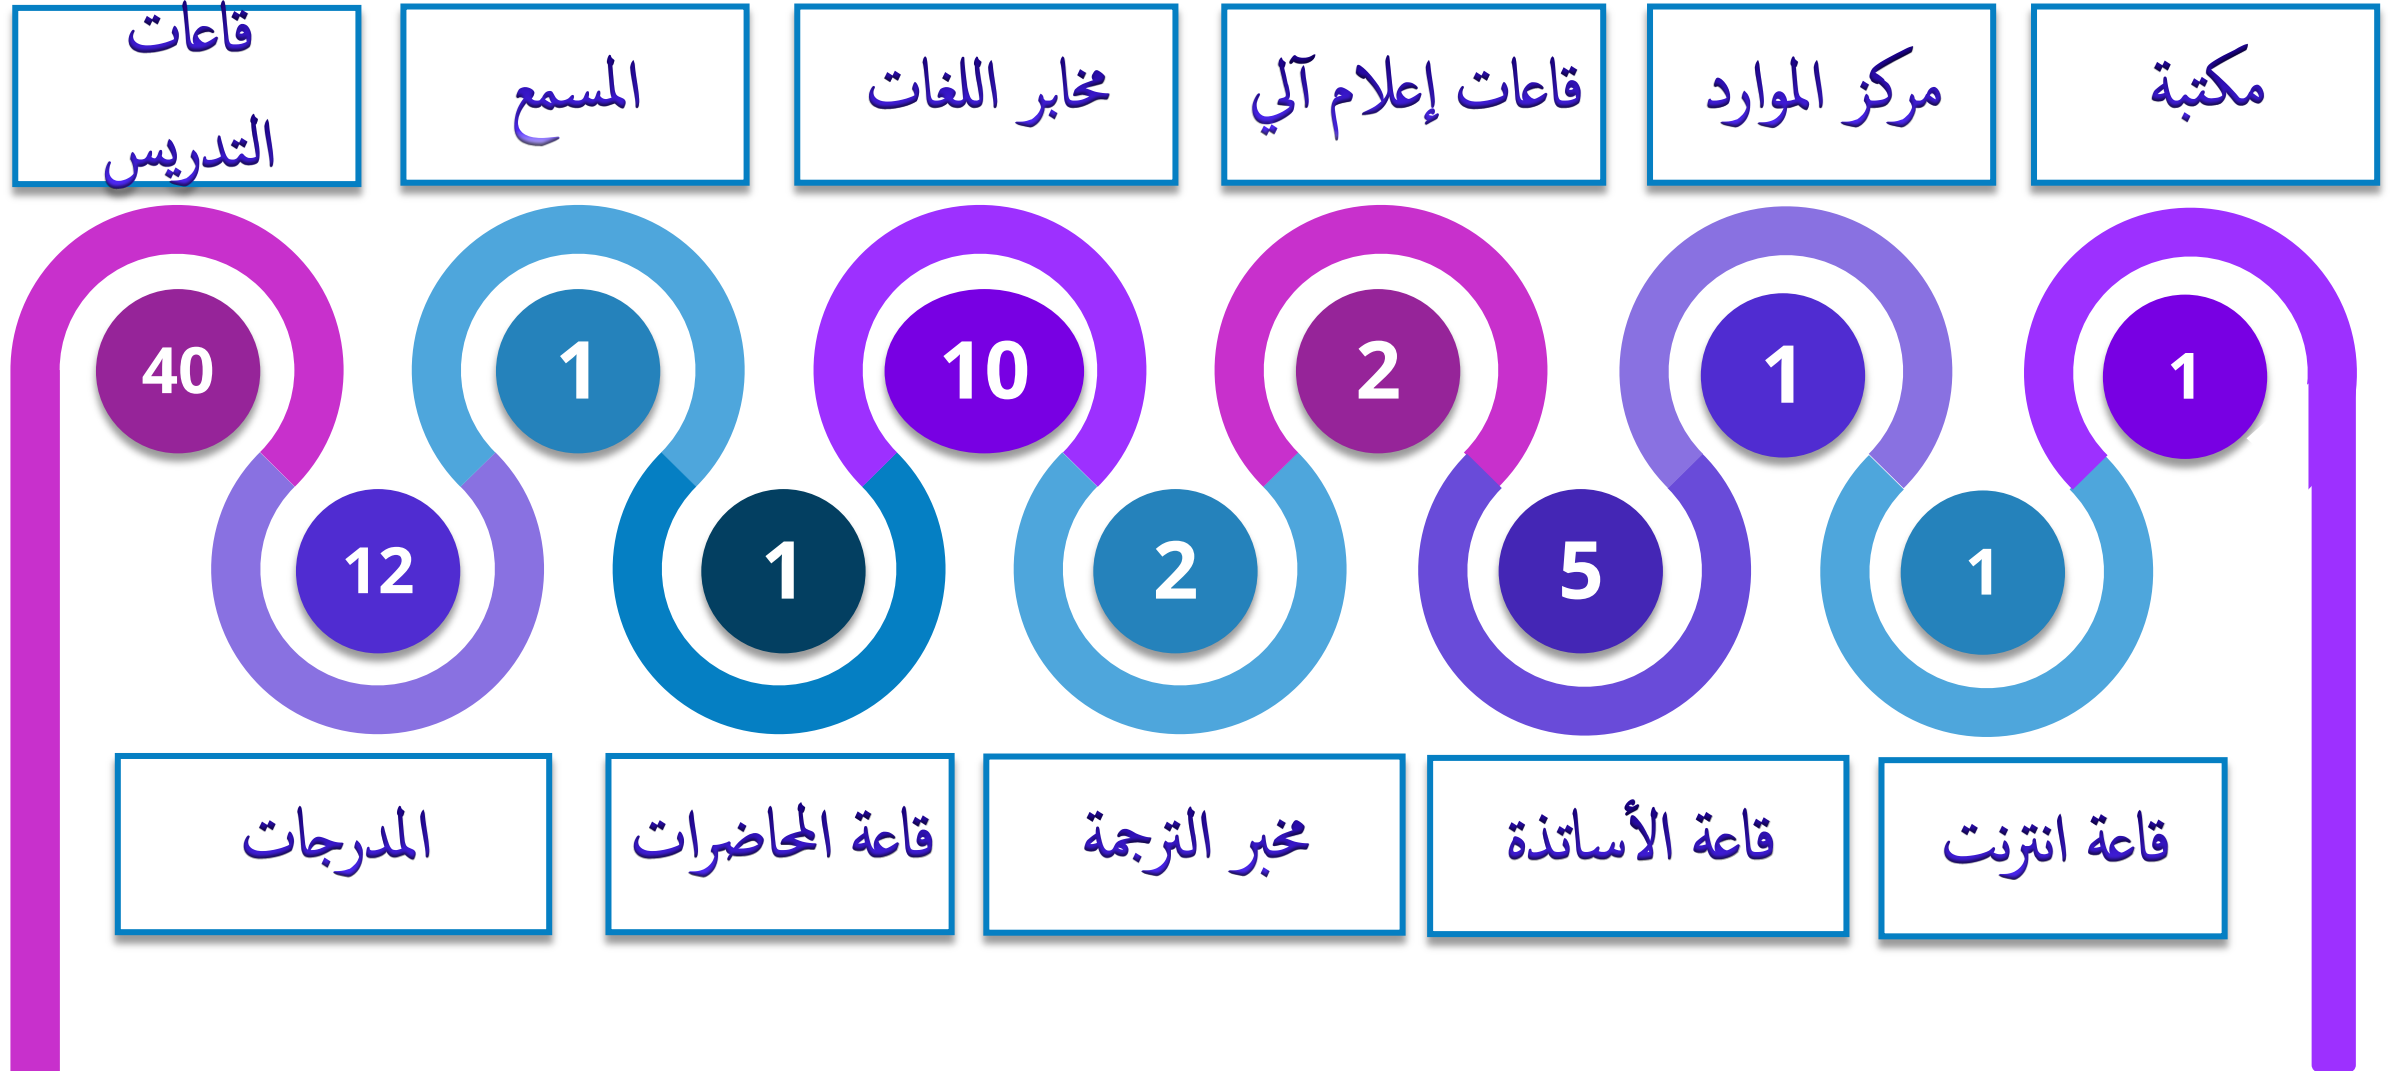 مكتبة
مركز الموارد
قاعات إعلام آلي
مخابر اللغات
المسمع
قاعات
التدريس
1
1
2
10
1
40
1
5
2
1
12
قاعة انترنت
قاعة الأساتذة
مخبر الترجمة
قاعة المحاضرات
المدرجات